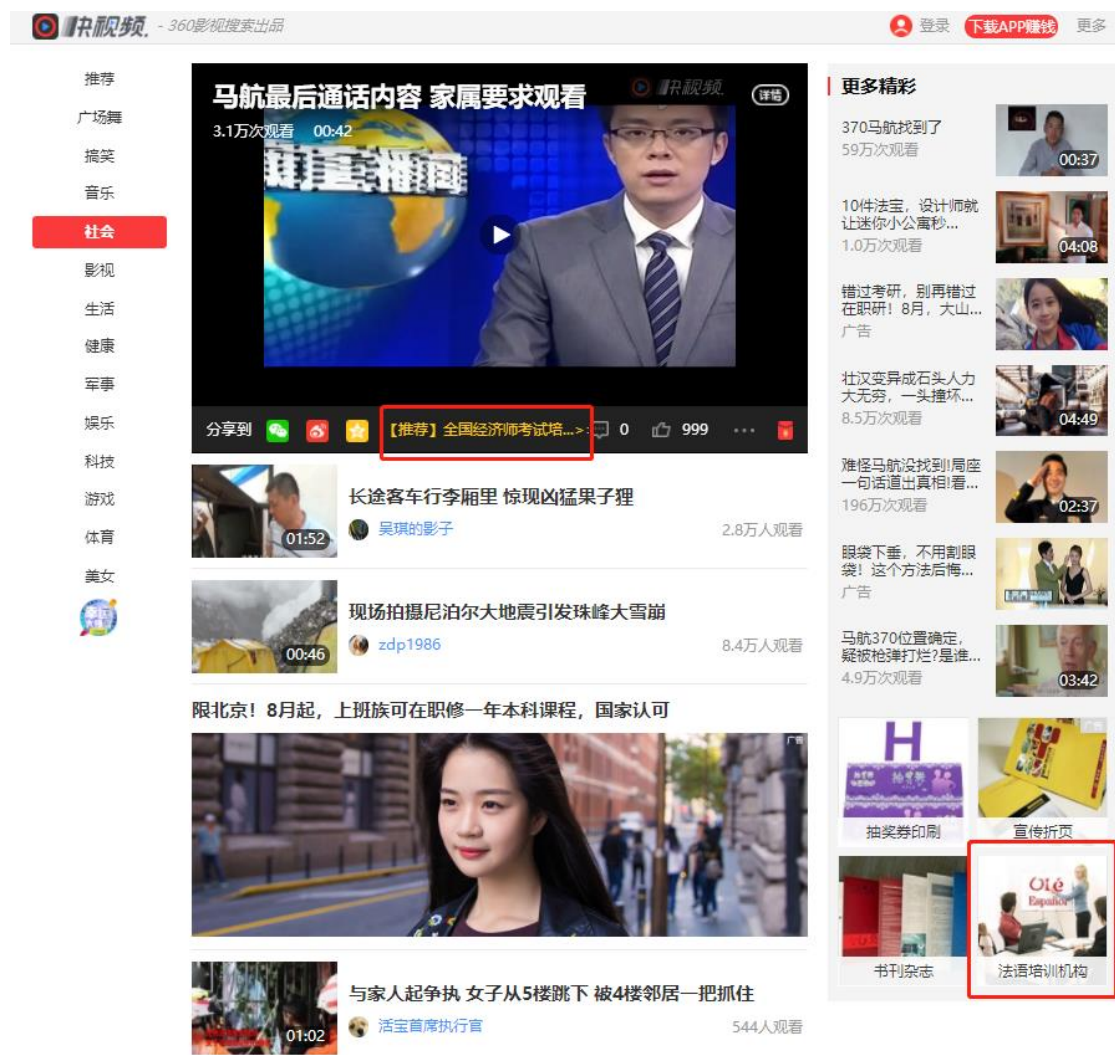 快视频. - 360影视搜索出品
登录 下载APP赚钱 更多
推荐
广场舞
搞笑
音乐
社会
影视
生活
健康
军事
娱乐
科技
游戏
体育
美女
马航最后通话内容 家属要求观看
快视频.
详情
3.1万次观看 00:42
分享到 【推荐】全国经济师考试培...>: 0 999 ...
长途客车行李厢里 惊现凶猛果子狸
01:52
吴琪的影子 2.8万人观看
现场拍摄尼泊尔大地震引发珠峰大雪崩
00:46
zdp1986 8.4万人观看
限北京！8月起，上班族可在职修一年本科课程，国家认可
广告
与家人起争执 女子从5楼跳下 被4楼邻居一把抓住
01:02
活宝首席执行官 544人观看
更多精彩
370马航找到了
59万次观看
00:37
10件法宝，设计师就
让迷你小公寓秒...
1.0万次观看
04:08
错过考研，别再错过
在职研！8月，大山...
广告
壮汉变异成石头人力
大无穷，一头撞坏...
8.5万次观看
04:49
难怪马航没找到!局座
一句话道出真相!看...
196万次观看
02:37
眼袋下垂，不用割眼
袋！这个方法后悔...
广告
马航370位置确定，
疑被枪弹打烂?是谁...
4.9万次观看
03:42
广告
H
抽奖券印刷
宣传折页
Olé
Español
书刊杂志
法语培训机构